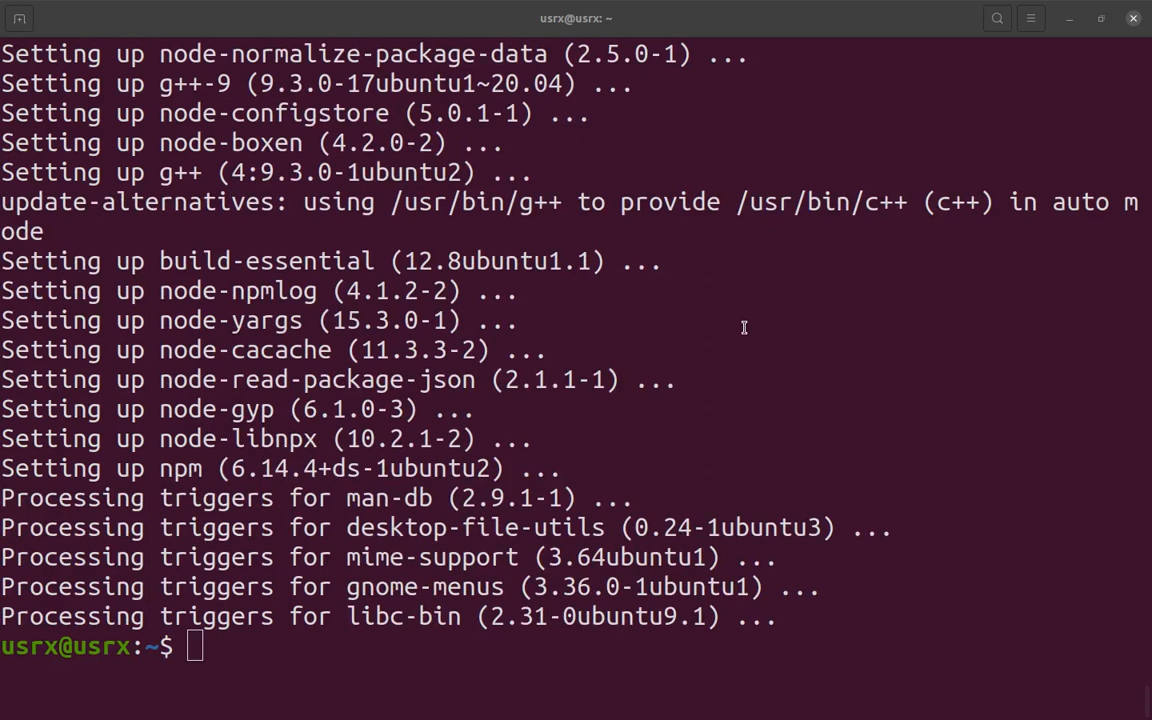 usrx@usrx: ~
Setting up node-normalize-package-data (2.5.0-1) ...
Setting up g++-9 (9.3.0-17ubuntu1~20.04) ...
Setting up node-configstore (5.0.1-1) ...
Setting up node-boxen (4.2.0-2) ...
Setting up g++ (4:9.3.0-1ubuntu2) ...
update-alternatives: using /usr/bin/g++ to provide /usr/bin/c++ (c++) in auto m
ode
Setting up build-essential (12.8ubuntu1.1) ...
Setting up node-npmlog (4.1.2-2) ...
Setting up node-yargs (15.3.0-1) ...
Setting up node-cacache (11.3.3-2) ...
Setting up node-read-package-json (2.1.1-1) ...
Setting up node-gyp (6.1.0-3) ...
Setting up node-libnpx (10.2.1-2) ...
Setting up npm (6.14.4+ds-1ubuntu2) ...
Processing triggers for man-db (2.9.1-1) ...
Processing triggers for desktop-file-utils (0.24-1ubuntu3) ...
Processing triggers for mime-support (3.64ubuntu1) ...
Processing triggers for gnome-menus (3.36.0-1ubuntu1) ...
Processing triggers for libc-bin (2.31-0ubuntu9.1) ...
usrx@usrx:~$